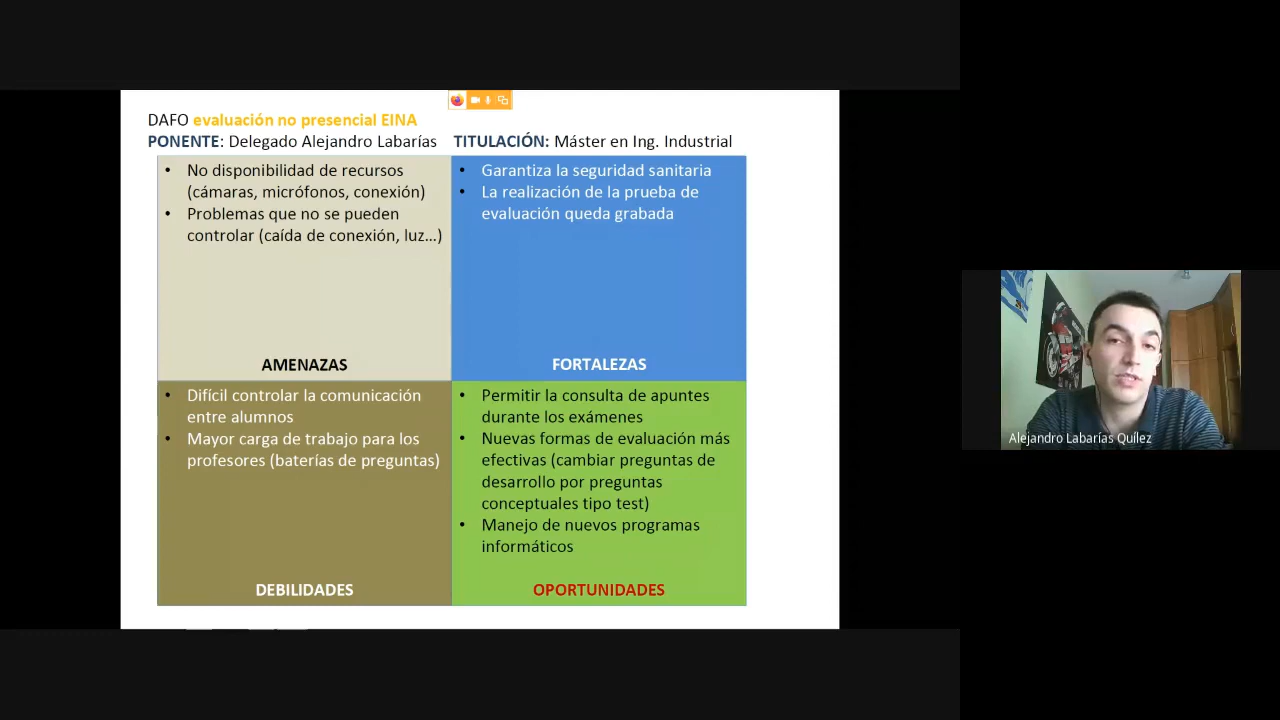 DAFO evaluación no presencial EINA
PONENTE: Delegado Alejandro Labarías TITULACIÓN: Máster en Ing. Industrial
• No disponibilidad de recursos
(cámaras, micrófonos, conexión)
• Problemas que no se pueden
controlar (caída de conexión, luz...)
AMENAZAS
• Garantiza la seguridad sanitaria
• La realización de la prueba de
evaluación queda grabada
FORTALEZAS
• Difícil controlar la comunicación
entre alumnos
• Mayor carga de trabajo para los
profesores (baterías de preguntas)
DEBILIDADES
• Permitir la consulta de apuntes
durante los exámenes
• Nuevas formas de evaluación más
efectivas (cambiar preguntas de
desarrollo por preguntas
conceptuales tipo test)
• Manejo de nuevos programas
informáticos
OPORTUNIDADES
Alejandro Labarías Quílez